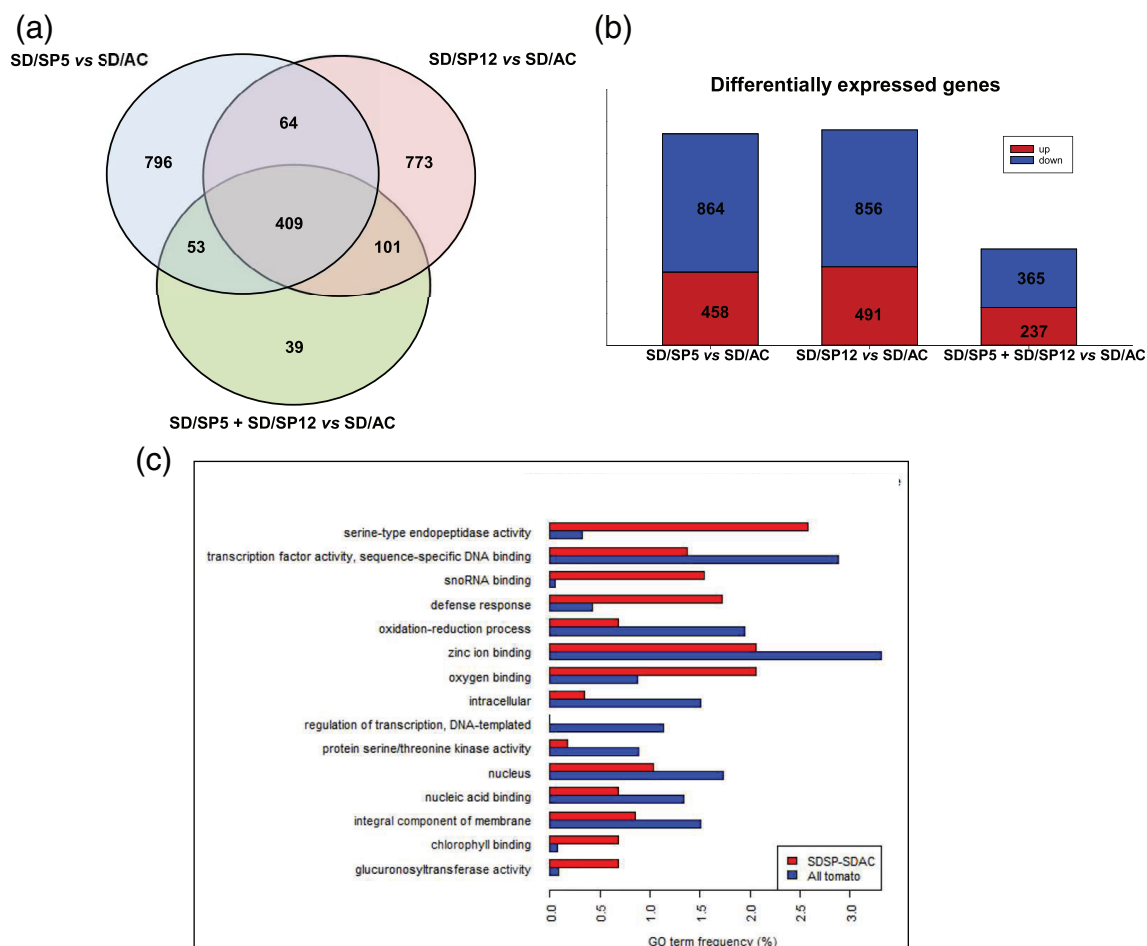 (a)
SD/SP5 vs SD/AC
SD/SP12 vs SD/AC
64
796
773
409
53
101
39
SD/SP5 + SD/SP12 vs SD/AC
(b)
Differentially expressed genes
up
down
864
856
365
458
491
237
SD/SP5 vs SD/AC
SD/SP12 vs SD/AC
SD/SP5 + SD/SP12 vs SD/AC
(c)
serine-type endopeptidase activity
transcription factor activity, sequence-specific DNA binding
snoRNA binding
defense response
oxidation-reduction process
zinc ion binding
oxygen binding
intracellular
regulation of transcription, DNA-templated
protein serine/threonine kinase activity
nucleus
nucleic acid binding
integral component of membrane
chlorophyll binding
glucuronosyltransferase activity
SDSP-SDAC
All tomato
0.0
0.5
1.0
1.5
2.0
2.5
3.0
GO term frequency (%)